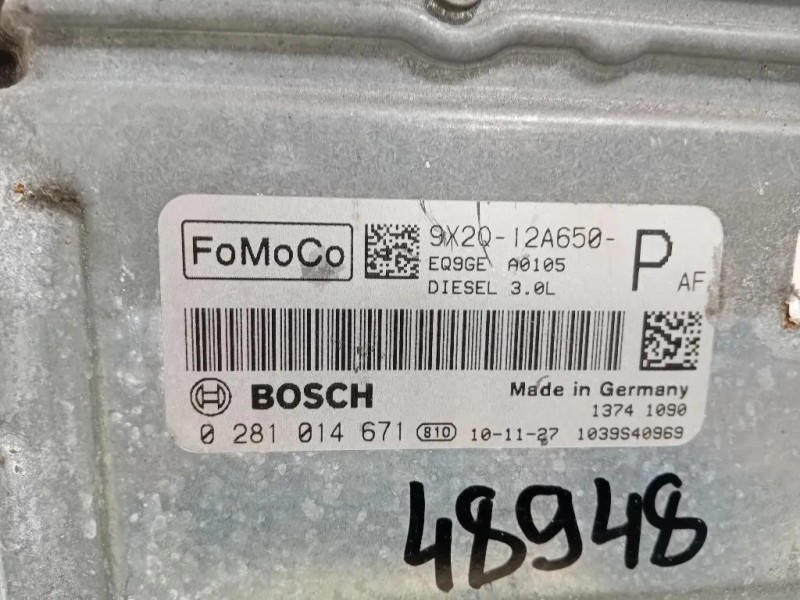 FoMoCo
9X2Q-12A650- P AF
EQ9GE A0105
DIESEL 3.0L
BOSCH
Made in Germany
1374 1090
0 281 014 671 810 10-11-27 1039S40969
48948